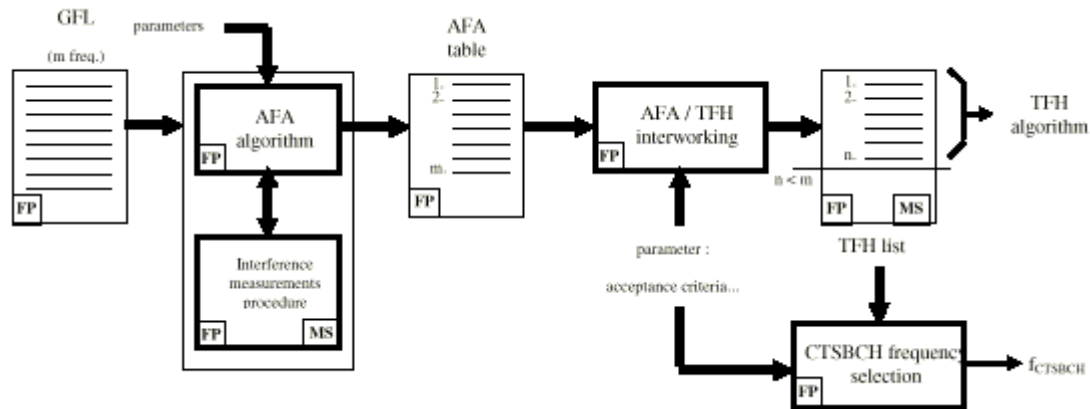 GFL
(m freq.)
parameters
AFA
table
1.
2.
m.
FP
AFA
algorithm
FP
Interference
measurements
procedure
FP
MS
FP
AFA / TFH
interworking
FP
1.
2.
n.
n < m
FP
MS
TFH
algorithm
TFH list
parameter :
acceptance criteria...
CTSBCH frequency
selection
FP
fCTSBCH